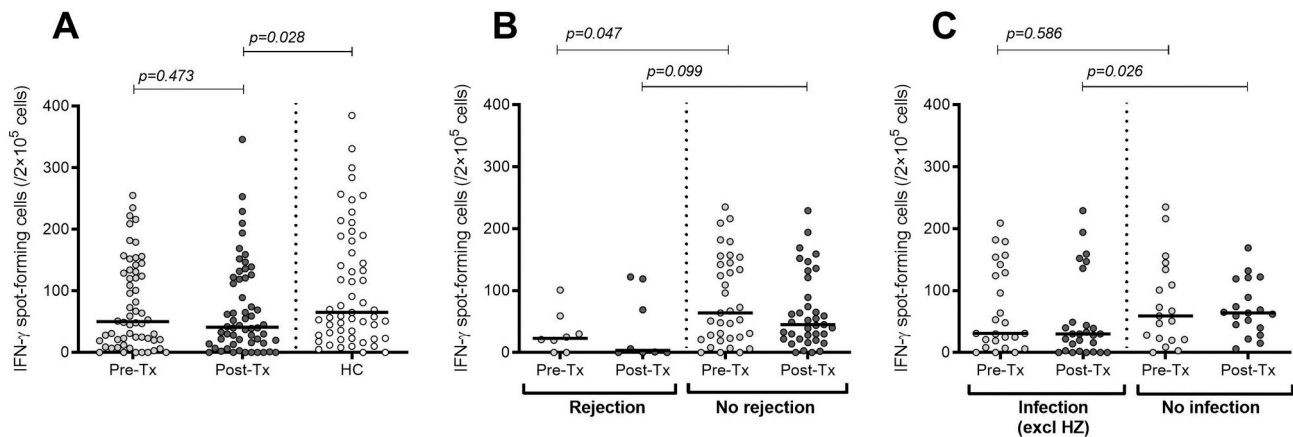 A
p=0.028
p=0.473
IFN-γ spot-forming cells (/2×10⁵ cells)
400
300
200
100
0
Pre-Tx Post-Tx HC
B
p=0.047
p=0.099
IFN-γ spot-forming cells (/2×10⁵ cells)
400
300
200
100
0
Pre-Tx Post-Tx Pre-Tx Post-Tx
Rejection No rejection
C
p=0.586
p=0.026
IFN-γ spot-forming cells (/2×10⁵ cells)
400
300
200
100
0
Pre-Tx Post-Tx Pre-Tx Post-Tx
Infection No infection
(excl HZ)